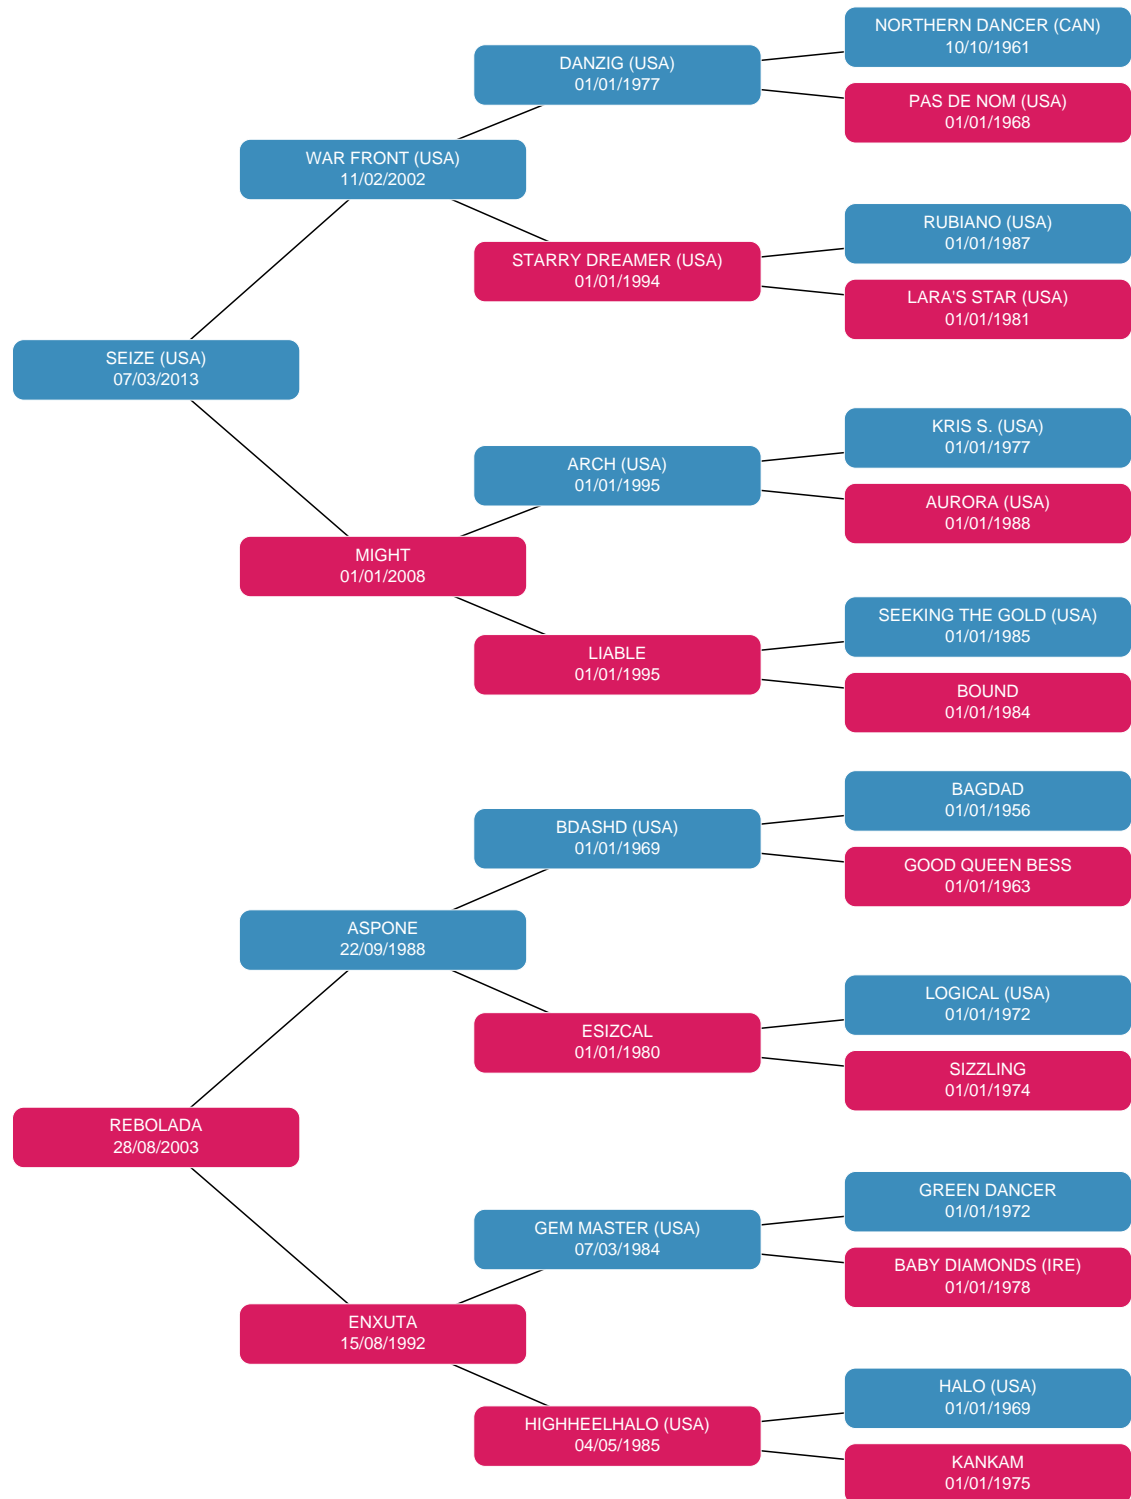 NORTHERN DANCER (CAN)
10/10/1961
DANZIG (USA)
01/01/1977
PAS DE NOM (USA)
01/01/1968
WAR FRONT (USA)
11/02/2002
RUBIANO (USA)
01/01/1987
STARRY DREAMER (USA)
01/01/1994
LARA'S STAR (USA)
01/01/1981
SEIZE (USA)
07/03/2013
KRIS S. (USA)
01/01/1977
ARCH (USA)
01/01/1995
AURORA (USA)
01/01/1988
MIGHT
01/01/2008
SEEKING THE GOLD (USA)
01/01/1985
LIABLE
01/01/1995
BOUND
01/01/1984
BAGDAD
01/01/1956
BDASHD (USA)
01/01/1969
GOOD QUEEN BESS
01/01/1963
ASPONE
22/09/1988
LOGICAL (USA)
01/01/1972
ESIZCAL
01/01/1980
SIZZLING
01/01/1974
REBOLADA
28/08/2003
GREEN DANCER
01/01/1972
GEM MASTER (USA)
07/03/1984
BABY DIAMONDS (IRE)
01/01/1978
ENXUTA
15/08/1992
HALO (USA)
01/01/1969
HIGHHEELHALO (USA)
04/05/1985
KANKAM
01/01/1975